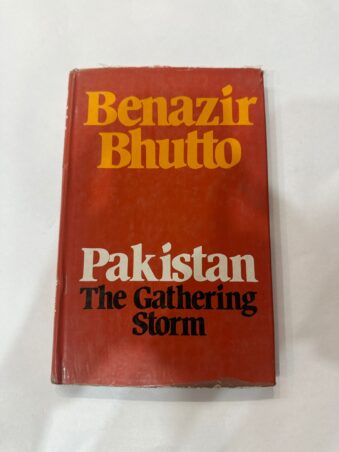 Benazir
Bhutto
Pakistan
The Gathering
Storm